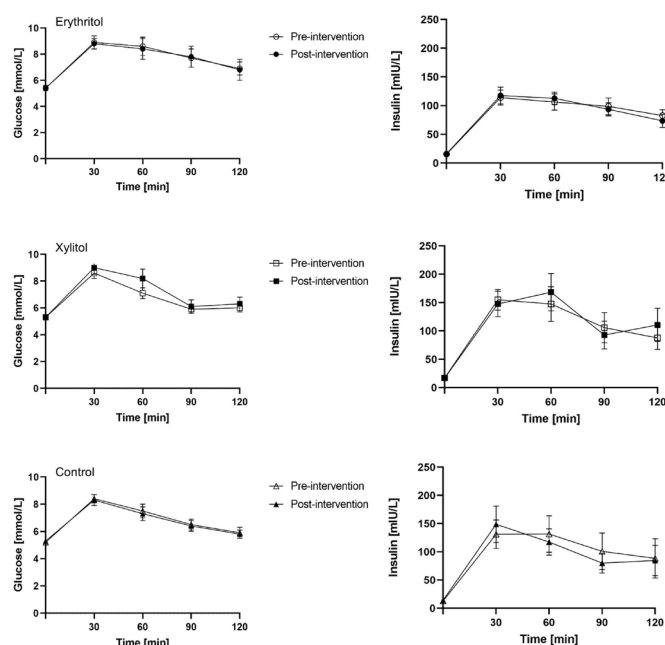 Erythritol
Glucose [mmol/L]
10
8
6
4
2
0
30 60 90 120
Time [min]
Pre-intervention
Post-intervention
Insulin [mIU/L]
250
200
150
100
50
0
30 60 90 120
Time [min]
Xylitol
Glucose [mmol/L]
10
8
6
4
2
0
30 60 90 120
Time [min]
Pre-intervention
Post-intervention
Insulin [mIU/L]
250
200
150
100
50
0
30 60 90 120
Time [min]
Control
Glucose [mmol/L]
10
8
6
4
2
0
30 60 90 120
Time [min]
Pre-intervention
Post-intervention
Insulin [mIU/L]
250
200
150
100
50
0
30 60 90 120
Time [min]